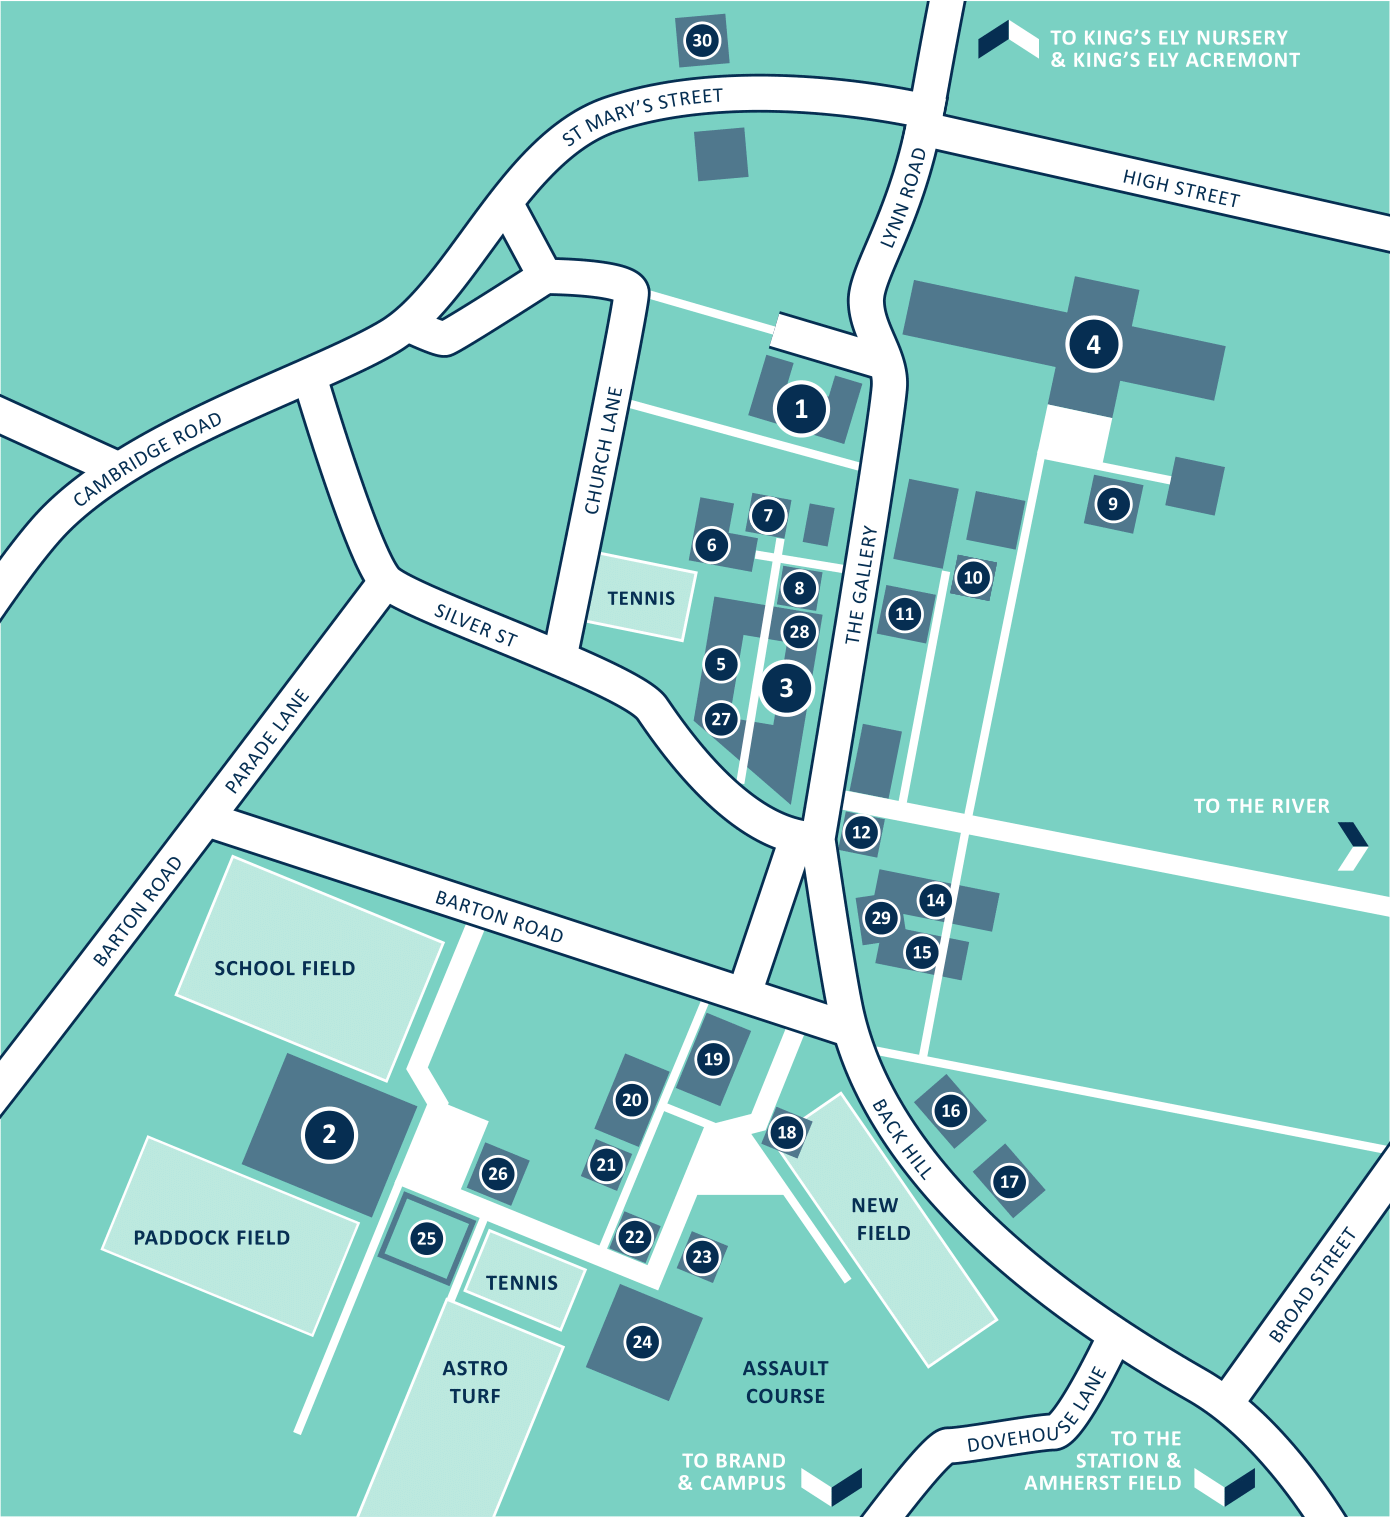 30
TO KING'S ELY NURSERY
& KING'S ELY ACREMONT
ST MARY'S STREET
LYNN ROAD
HIGH STREET
4
1
CAMBRIDGE ROAD
CHURCH LANE
9
7
6
THE GALLERY
10
8
TENNIS
11
SILVER ST
28
5
3
27
PARADE LANE
TO THE RIVER
12
BARTON ROAD
BARTON ROAD
14
29
15
SCHOOL FIELD
19
20
16
BACK HILL
18
2
21
26
17
NEW
FIELD
PADDOCK FIELD
25
22
23
TENNIS
BROAD STREET
24
ASTRO
TURF
ASSAULT
COURSE
DOVEHOUSE LANE
TO BRAND
& CAMPUS
TO THE
STATION &
AMHERST FIELD